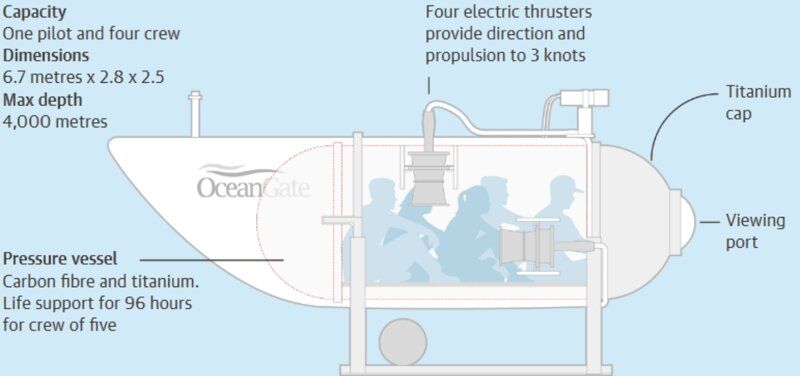 Capacity
One pilot and four crew
Dimensions
6.7 metres x 2.8 x 2.5
Max depth
4,000 metres
Four electric thrusters
provide direction and
propulsion to 3 knots
Titanium
cap
OceanGate
Viewing
port
Pressure vessel
Carbon fibre and titanium.
Life support for 96 hours
for crew of five